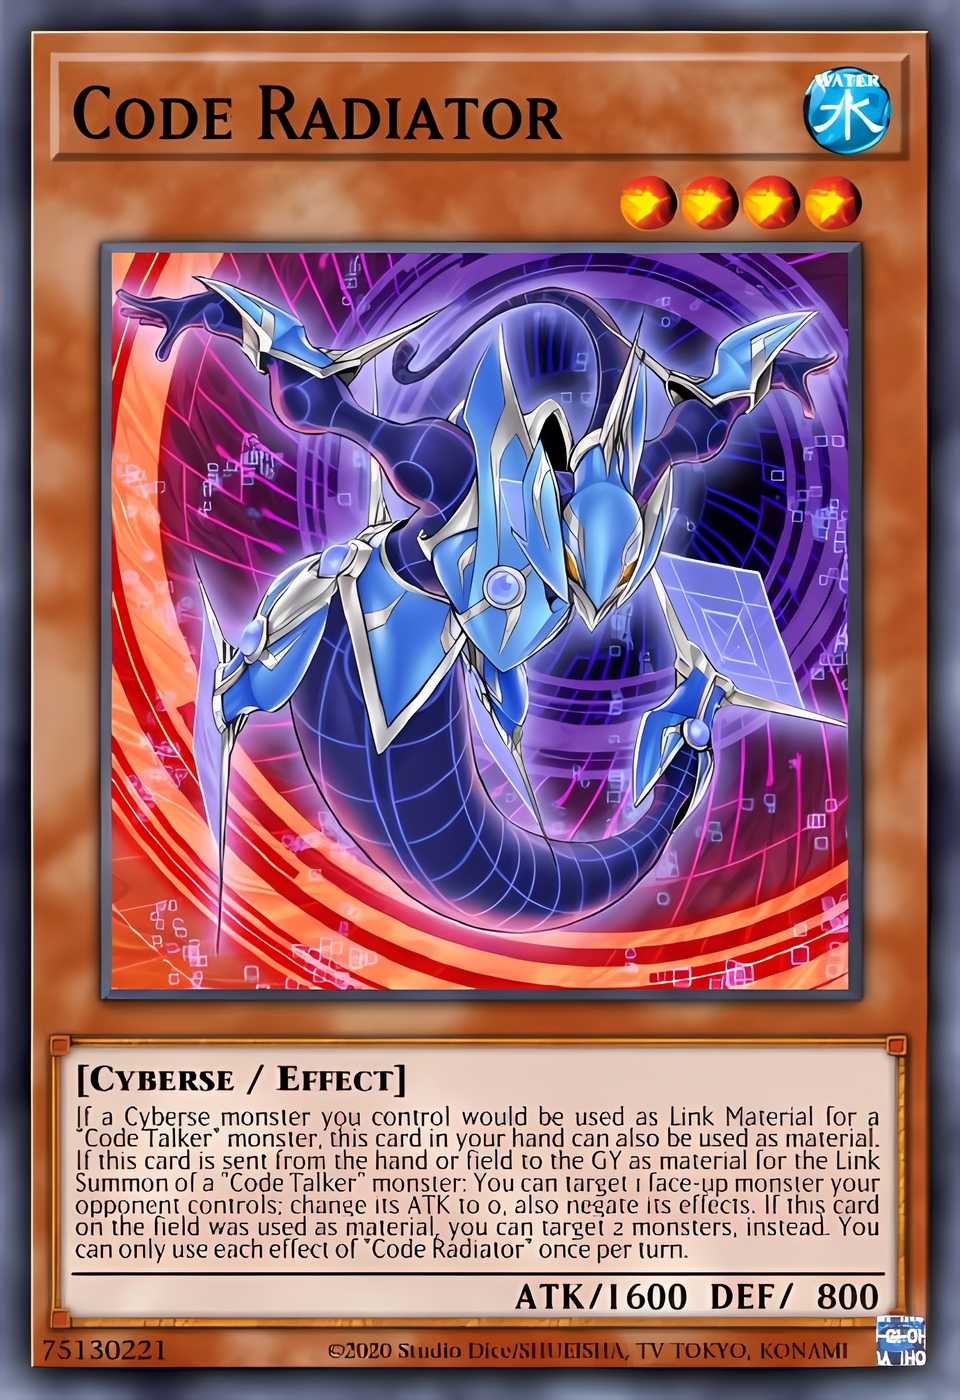 Code Radiator
WATER
水
[Cyberse / Effect]
If a Cyberse monster you control would be used as Link Material for a
"Code Talker" monster, this card in your hand can also be used as material.
If this card is sent from the hand or field to the GY as material for the Link
Summon of a "Code Talker" monster: You can target 1 face-up monster your
opponent controls; change its ATK to 0, also negate its effects. If this card
on the field was used as material, you can target 2 monsters, instead. You
can only use each effect of "Code Radiator" once per turn.
ATK/1600 DEF/ 800
75130221
©2020 Studio Dice/SHUEISHA, TV TOKYO, KONAMI